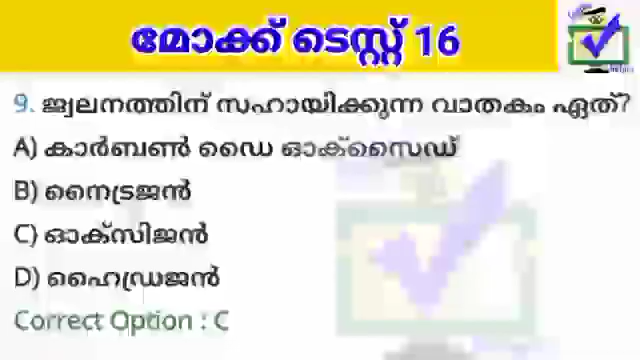 മോക്ക് ടെസ്റ്റ് 16
9. ജ്വലനത്തിന് സഹായിക്കുന്ന വാതകം ഏത്?
A) കാർബൺ ഡൈ ഓക്സൈഡ്
B) നൈട്രജൻ
C) ഓക്സിജൻ
D) ഹൈഡ്രജൻ
Correct Option : C